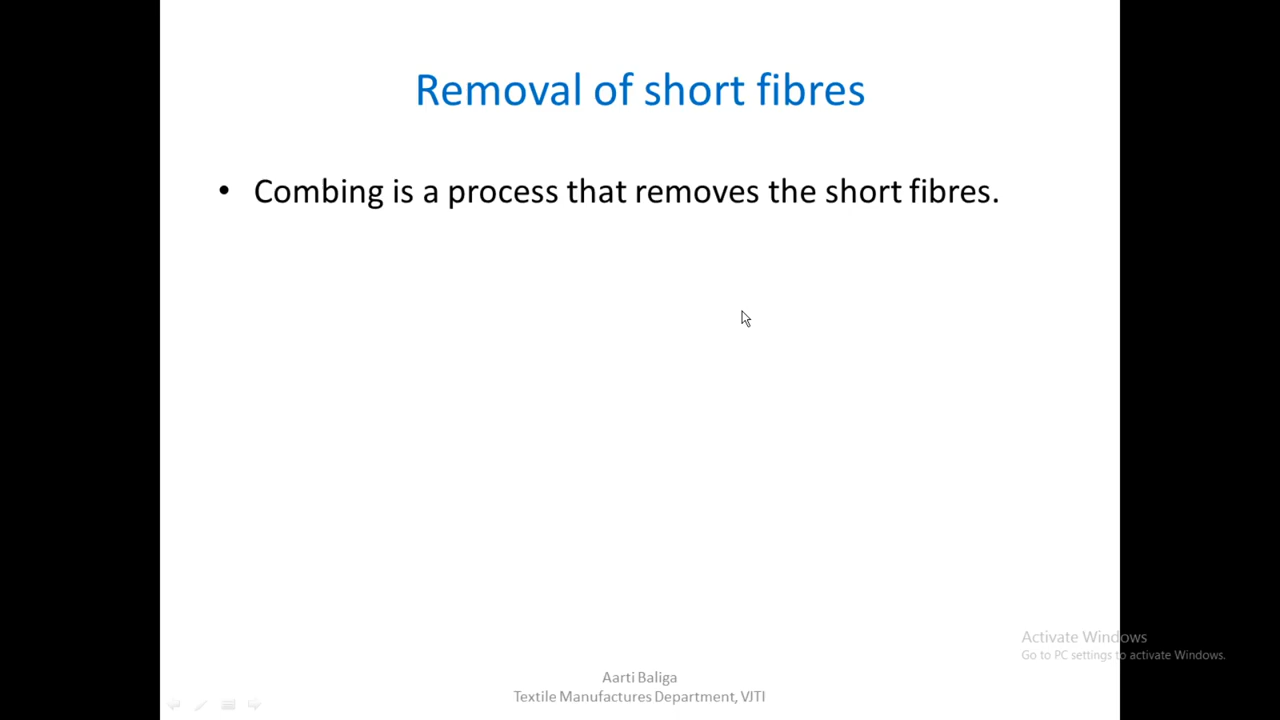 Removal of short fibres
• Combing is a process that removes the short fibres.
Activate Windows
Go to PC settings to activate Windows.
Aarti Baliga
Textile Manufactures Department, VJTI